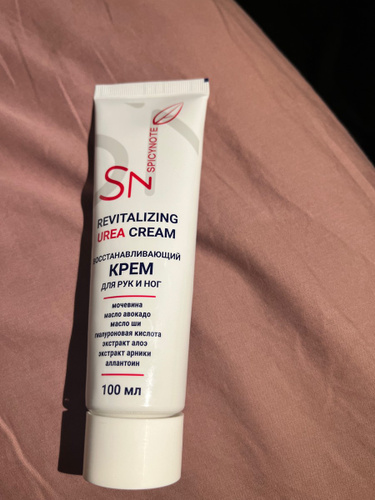 SN
SPICYNOTE
REVITALIZING
UREA CREAM
ВОССТАНАВЛИВАЮЩИЙ
КРЕМ
ДЛЯ РУК И НОГ
мочевина
масло авокадо
масло ши
гиалуроновая кислота
экстракт алоэ
экстракт арники
аллантоин
100 мл